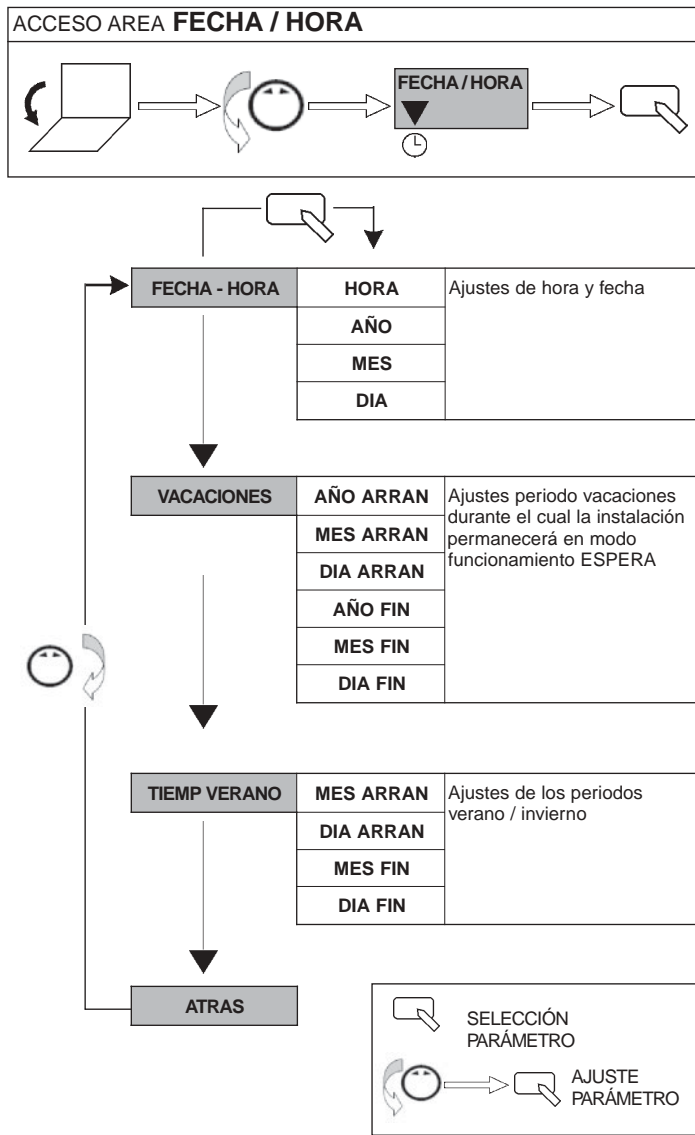 ACCESO AREA FECHA / HORA
FECHA / HORA
FECHA - HORA
HORA
AÑO
MES
DIA
Ajustes de hora y fecha
VACACIONES
AÑO ARRAN
MES ARRAN
DIA ARRAN
AÑO FIN
MES FIN
DIA FIN
Ajustes periodo vacaciones
durante el cual la instalación
permanecerá en modo
funcionamiento ESPERA
TIEMP VERANO
MES ARRAN
DIA ARRAN
MES FIN
DIA FIN
Ajustes de los periodos
verano / invierno
ATRAS
SELECCIÓN
PARÁMETRO
AJUSTE
PARÁMETRO